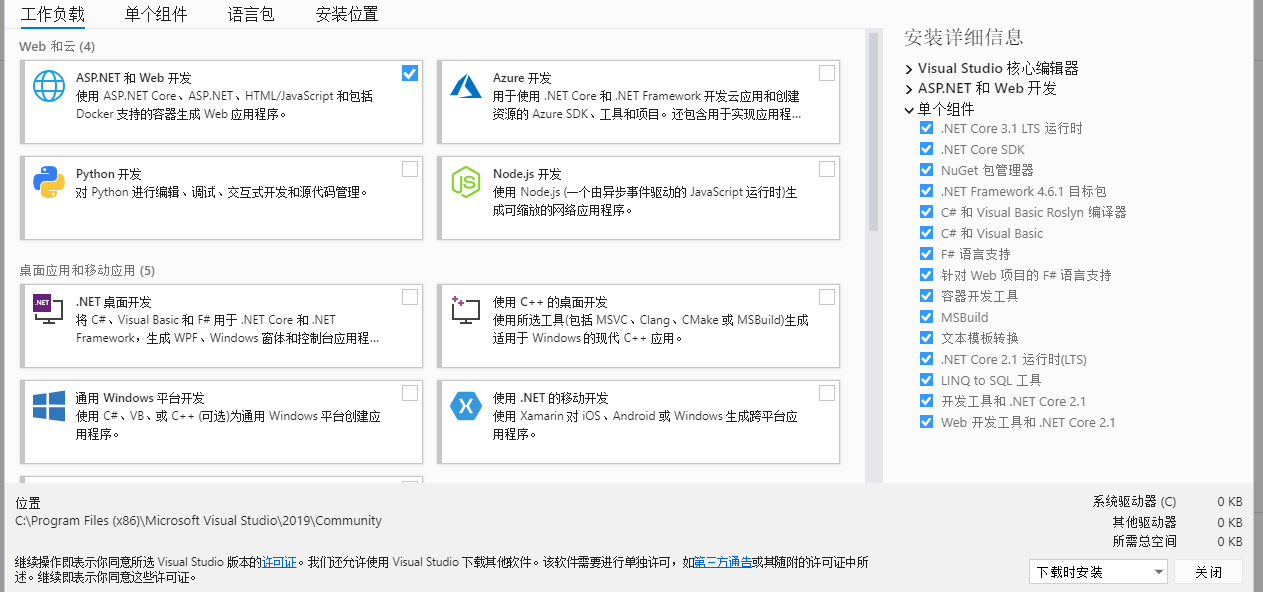 工作负载 单个组件 语言包 安装位置
Web 和云 (4)
ASP.NET 和 Web 开发
使用 ASP.NET Core、ASP.NET、HTML/JavaScript 和包括
Docker 支持的容器生成 Web 应用程序。
Azure 开发
用于使用 .NET Core 和 .NET Framework 开发云应用和创建
资源的 Azure SDK、工具和项目。还包含用于实现应用程...
Python 开发
对 Python 进行编辑、调试、交互式开发和源代码管理。
Node.js 开发
使用 Node.js (一个由异步事件驱动的 JavaScript 运行时)生
成可缩放的网络应用程序。
JS
桌面应用和移动应用 (5)
.NET
.NET 桌面开发
将 C#、Visual Basic 和 F# 用于 .NET Core 和 .NET
Framework，生成 WPF、Windows 窗体和控制台应用程...
使用 C++ 的桌面开发
使用所选工具(包括 MSVC、Clang、CMake 或 MSBuild)生成
适用于 Windows 的现代 C++ 应用。
通用 Windows 平台开发
使用 C#、VB、或 C++ (可选)为通用 Windows 平台创建应
用程序。
使用 .NET 的移动开发
使用 Xamarin 对 iOS、Android 或 Windows 生成跨平台应
用程序。
安装详细信息
Visual Studio 核心编辑器
ASP.NET 和 Web 开发
单个组件
.NET Core 3.1 LTS 运行时
.NET Core SDK
NuGet 包管理器
.NET Framework 4.6.1 目标包
C# 和 Visual Basic Roslyn 编译器
C# 和 Visual Basic
F# 语言支持
针对 Web 项目的 F# 语言支持
容器开发工具
MSBuild
文本模板转换
.NET Core 2.1 运行时(LTS)
LINQ to SQL 工具
开发工具和 .NET Core 2.1
Web 开发工具和 .NET Core 2.1
位置
C:\Program Files (x86)\Microsoft Visual Studio\2019\Community
系统驱动器 (C) 0 KB
其他驱动器 0 KB
所需总空间 0 KB
继续操作即表示你同意所选 Visual Studio 版本的许可证。我们还允许使用 Visual Studio 下载其他软件。该软件需要进行单独许可，如第三方通告或其随附的许可证中所
述。继续即表示你同意这些许可证。
下载时安装 关闭